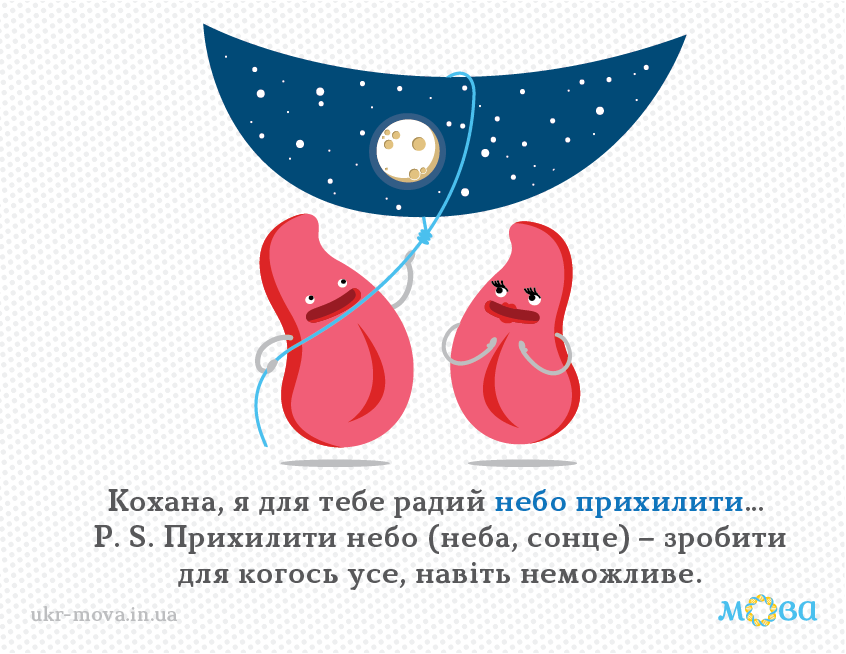 Кохана, я для тебе радий небо прихилити...
P. S. Прихилити небо (неба, сонце) – зробити
для когось усе, навіть неможливе.
ukr-mova.in.ua
мова